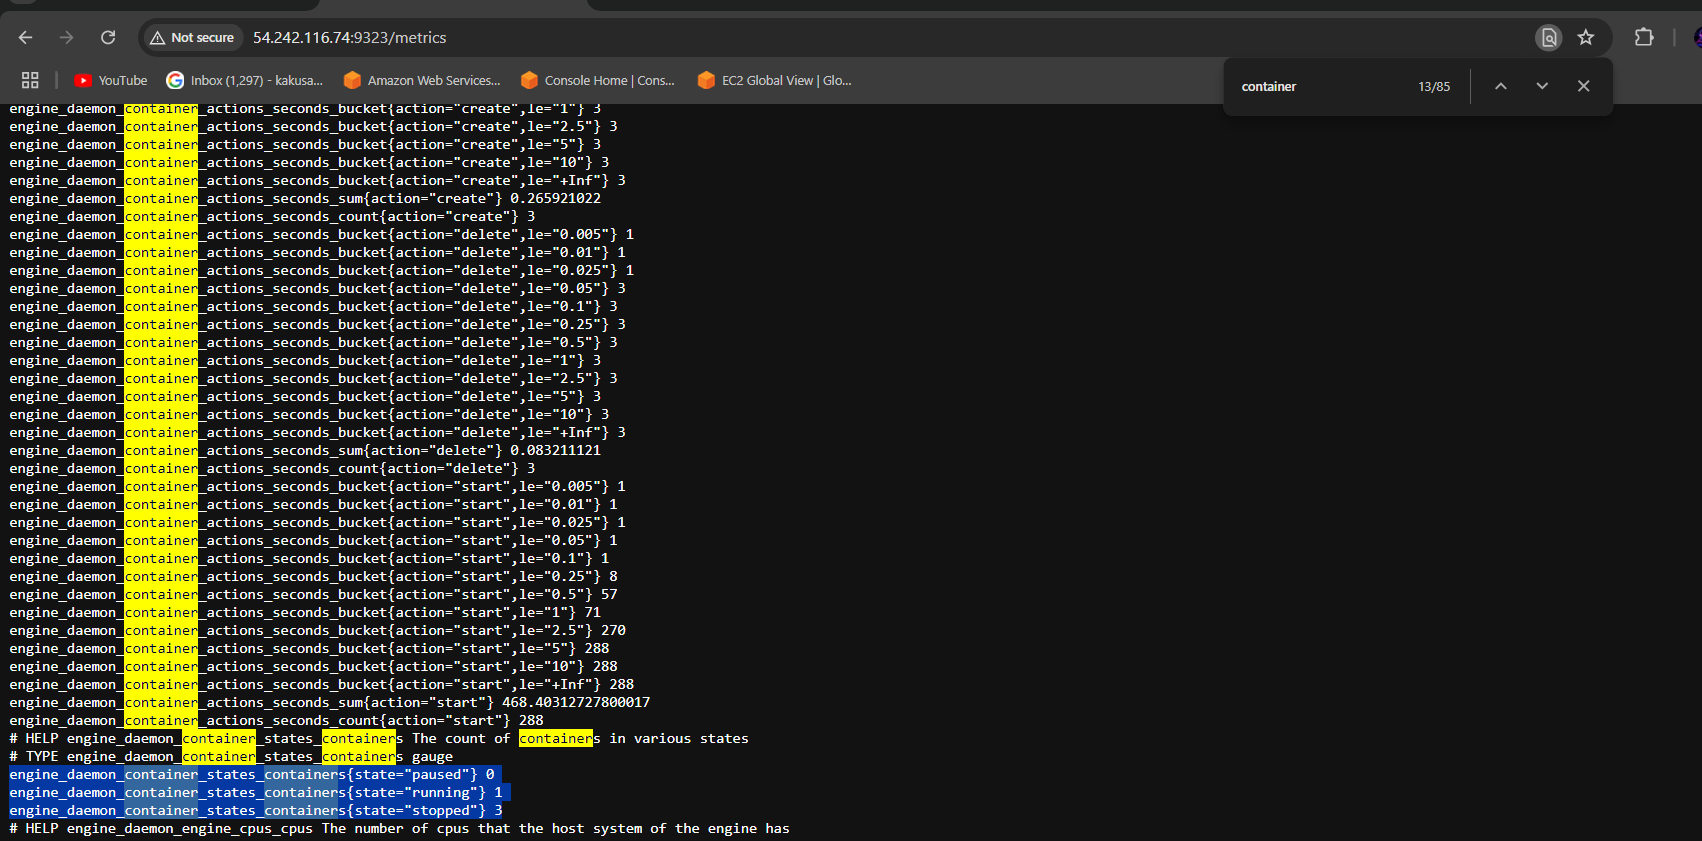 Not secure 54.242.116.74:9323/metrics
YouTube Inbox (1,297) - kakusa... Amazon Web Services... Console Home | Cons... EC2 Global View | Glo...
container 13/85
engine_daemon_container_actions_seconds_bucket{action="create",le="1"} 3
engine_daemon_container_actions_seconds_bucket{action="create",le="2.5"} 3
engine_daemon_container_actions_seconds_bucket{action="create",le="5"} 3
engine_daemon_container_actions_seconds_bucket{action="create",le="10"} 3
engine_daemon_container_actions_seconds_bucket{action="create",le="+Inf"} 3
engine_daemon_container_actions_seconds_sum{action="create"} 0.265921022
engine_daemon_container_actions_seconds_count{action="create"} 3
engine_daemon_container_actions_seconds_bucket{action="delete",le="0.005"} 1
engine_daemon_container_actions_seconds_bucket{action="delete",le="0.01"} 1
engine_daemon_container_actions_seconds_bucket{action="delete",le="0.025"} 1
engine_daemon_container_actions_seconds_bucket{action="delete",le="0.05"} 3
engine_daemon_container_actions_seconds_bucket{action="delete",le="0.1"} 3
engine_daemon_container_actions_seconds_bucket{action="delete",le="0.25"} 3
engine_daemon_container_actions_seconds_bucket{action="delete",le="0.5"} 3
engine_daemon_container_actions_seconds_bucket{action="delete",le="1"} 3
engine_daemon_container_actions_seconds_bucket{action="delete",le="2.5"} 3
engine_daemon_container_actions_seconds_bucket{action="delete",le="5"} 3
engine_daemon_container_actions_seconds_bucket{action="delete",le="10"} 3
engine_daemon_container_actions_seconds_bucket{action="delete",le="+Inf"} 3
engine_daemon_container_actions_seconds_sum{action="delete"} 0.083211121
engine_daemon_container_actions_seconds_count{action="delete"} 3
engine_daemon_container_actions_seconds_bucket{action="start",le="0.005"} 1
engine_daemon_container_actions_seconds_bucket{action="start",le="0.01"} 1
engine_daemon_container_actions_seconds_bucket{action="start",le="0.025"} 1
engine_daemon_container_actions_seconds_bucket{action="start",le="0.05"} 1
engine_daemon_container_actions_seconds_bucket{action="start",le="0.1"} 1
engine_daemon_container_actions_seconds_bucket{action="start",le="0.25"} 8
engine_daemon_container_actions_seconds_bucket{action="start",le="0.5"} 57
engine_daemon_container_actions_seconds_bucket{action="start",le="1"} 71
engine_daemon_container_actions_seconds_bucket{action="start",le="2.5"} 270
engine_daemon_container_actions_seconds_bucket{action="start",le="5"} 288
engine_daemon_container_actions_seconds_bucket{action="start",le="10"} 288
engine_daemon_container_actions_seconds_bucket{action="start",le="+Inf"} 288
engine_daemon_container_actions_seconds_sum{action="start"} 468.40312727800017
engine_daemon_container_actions_seconds_count{action="start"} 288
# HELP engine_daemon_container_states_containers The count of containers in various states
# TYPE engine_daemon_container_states_containers gauge
engine_daemon_container_states_containers{state="paused"} 0
engine_daemon_container_states_containers{state="running"} 1
engine_daemon_container_states_containers{state="stopped"} 3
# HELP engine_daemon_engine_cpus_cpus The number of cpus that the host system of the engine has